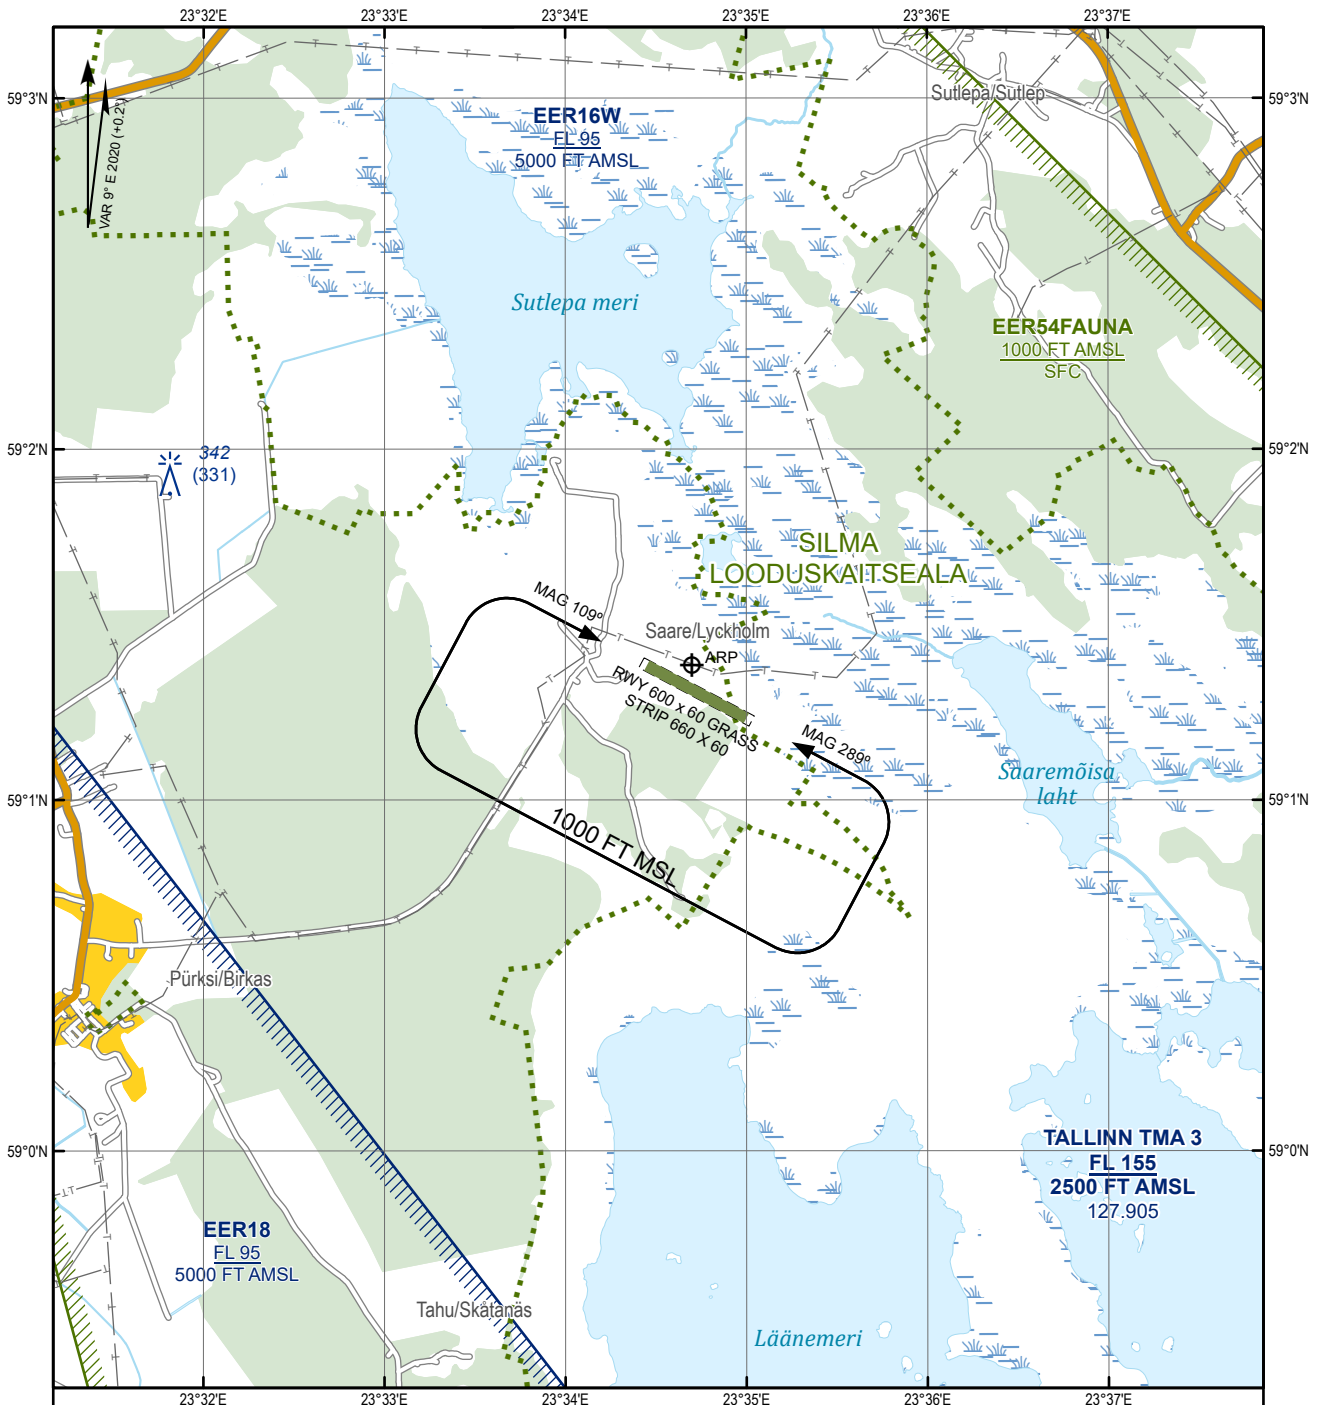 23°32'E
23°33'E
23°34'E
23°35'E
23°36'E
23°37'E
59°3'N
59°3'N
VAR 9° E 2020 (+0.2°)
EER16W
FL 95
5000 FT AMSL
Sutlepa/Sutlep
Sutlepa meri
EER54FAUNA
1000 FT AMSL
SFC
59°2'N
59°2'N
342
(331)
SILMA
LOODUSKAITSEALA
MAG 109°
Saare/Lyckholm
ARP
RWY 600 x 60 GRASS
STRIP 660 X 60
MAG 289°
Saaremõisa
laht
59°1'N
59°1'N
1000 FT MSL
Pürksi/Birkas
59°0'N
59°0'N
TALLINN TMA 3
FL 155
2500 FT AMSL
127.905
EER18
FL 95
5000 FT AMSL
Tahu/Skåtanäs
Läänemeri
23°32'E
23°33'E
23°34'E
23°35'E
23°36'E
23°37'E